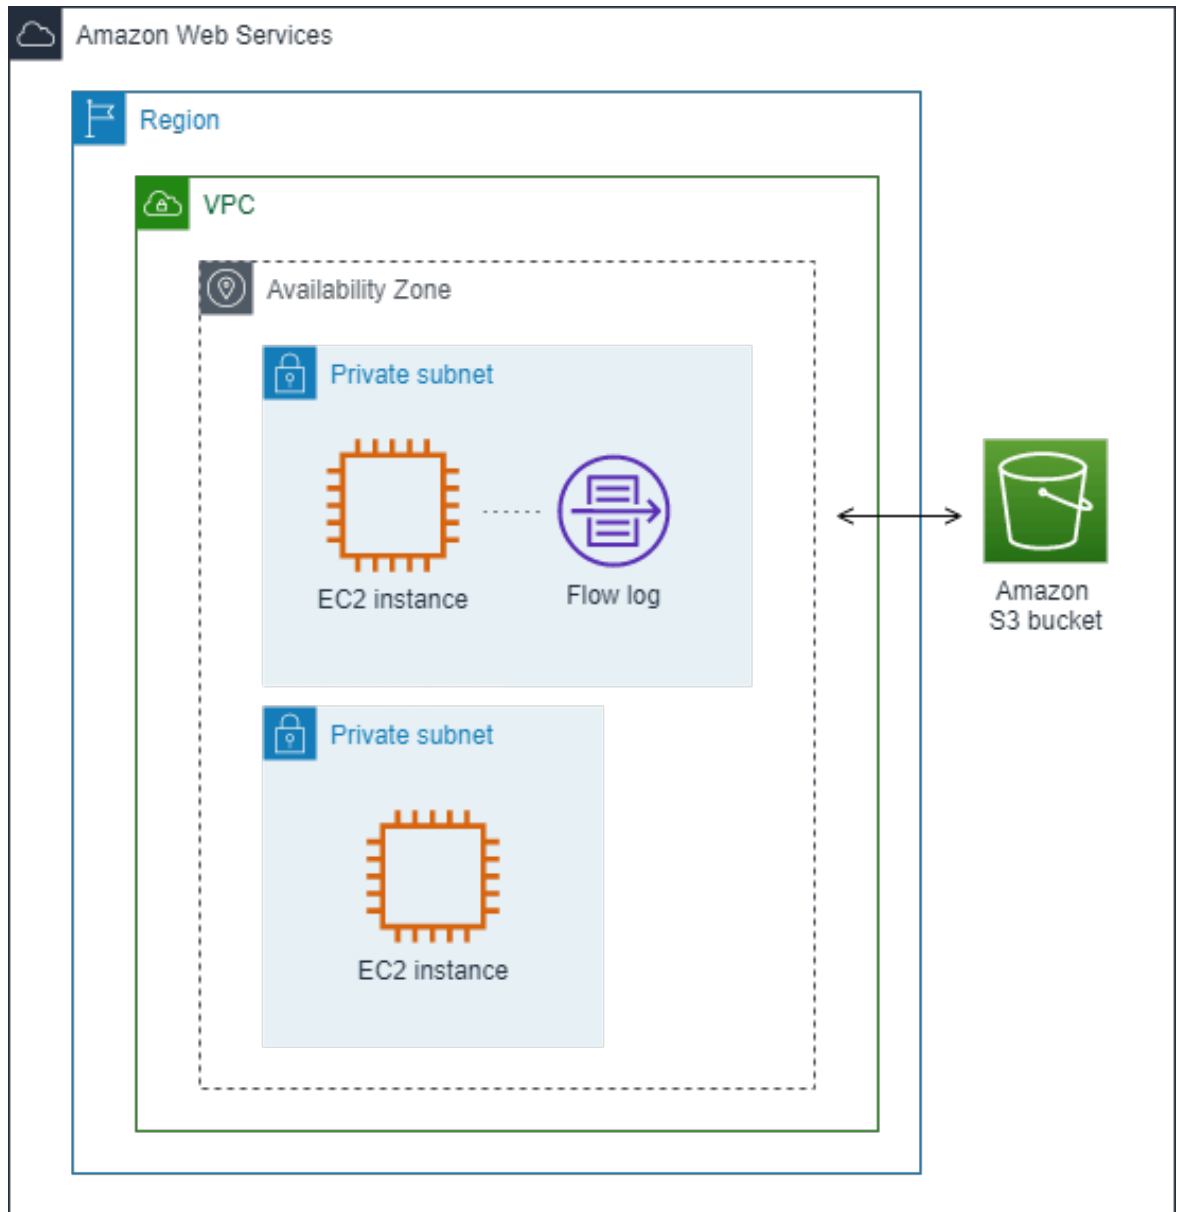 Amazon Web Services
Region
VPC
Availability Zone
Private subnet
EC2 instance
Flow log
Amazon
S3 bucket
Private subnet
EC2 instance